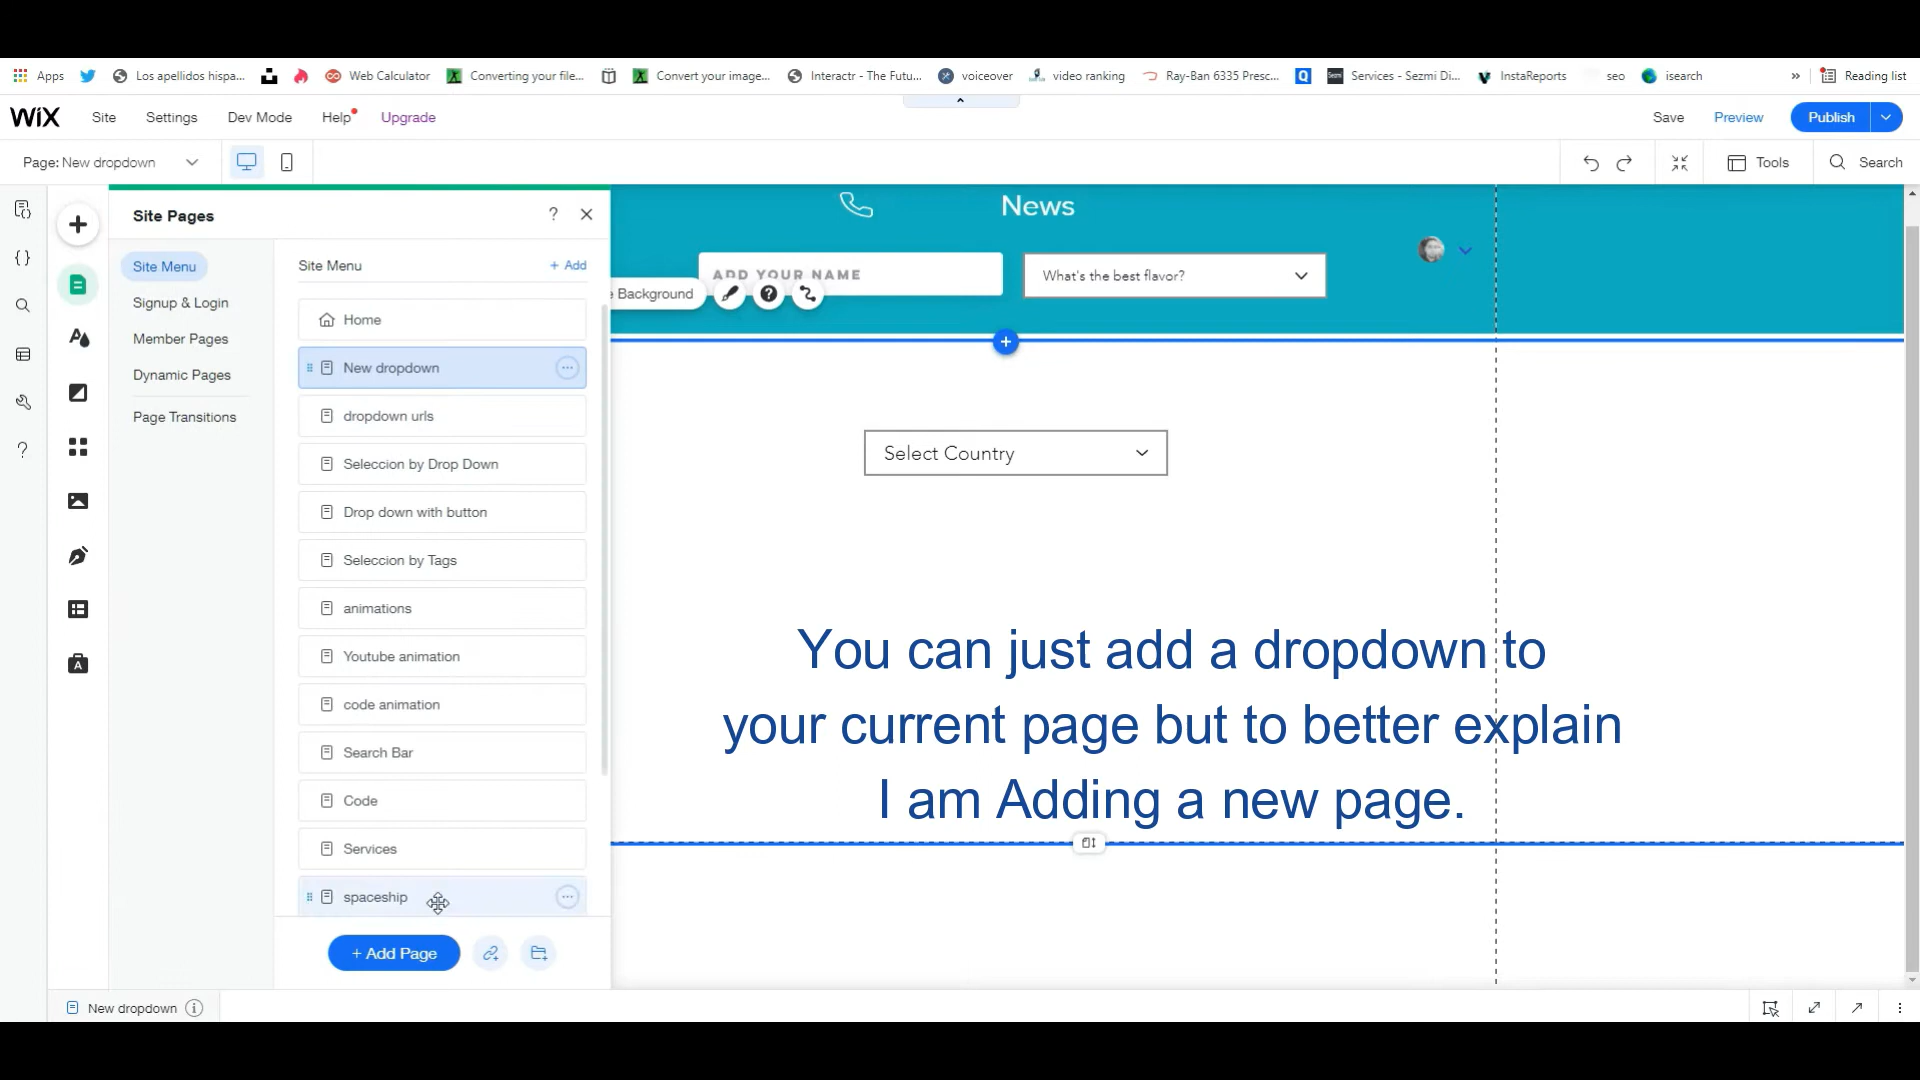 Apps Los apellidos hispa... Web Calculator Converting your file... Convert your image... Interactr - The Futu... voiceover video ranking Ray-Ban 6335 Presc... Services - Sezmi Di... InstaReports seo isearch » Reading list
WiX Site Settings Dev Mode Help Upgrade Save Preview Publish
Page: New dropdown Tools Search
Site Pages ? ×
News
Site Menu
Signup & Login
Member Pages
Dynamic Pages
Page Transitions
Site Menu + Add
Home
New dropdown
dropdown urls
Seleccion by Drop Down
Drop down with button
Seleccion by Tags
animations
Youtube animation
code animation
Search Bar
Code
Services
spaceship
+ Add Page
ADD YOUR NAME
What's the best flavor?
e Background
Select Country
You can just add a dropdown to
your current page but to better explain
I am Adding a new page.
New dropdown